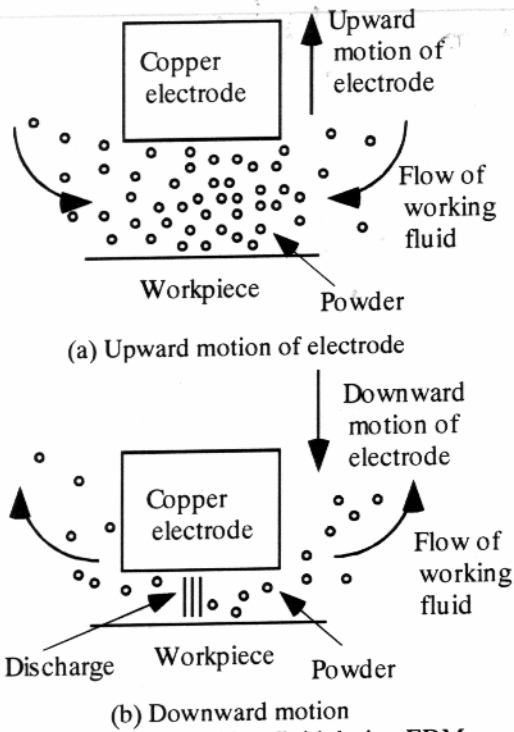 Upward
motion of
electrode
Copper
electrode
Flow of
working
fluid
Workpiece
Powder
(a) Upward motion of electrode
Downward
motion of
electrode
Copper
electrode
Flow of
working
fluid
Discharge
Workpiece
Powder
(b) Downward motion